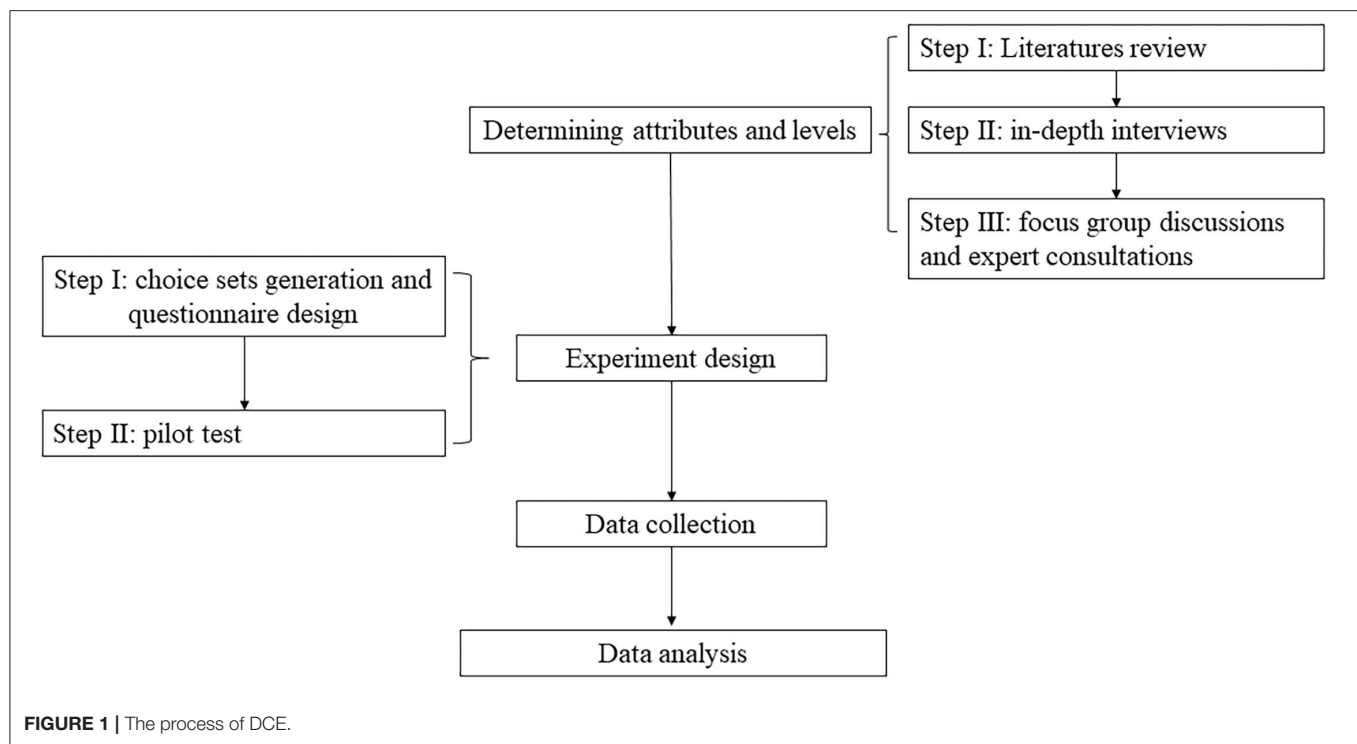 Step I: Literatures review
Determining attributes and levels
Step II: in-depth interviews
Step III: focus group discussions
and expert consultations
Step I: choice sets generation and
questionnaire design
Experiment design
Step II: pilot test
Data collection
Data analysis
FIGURE 1 | The process of DCE.